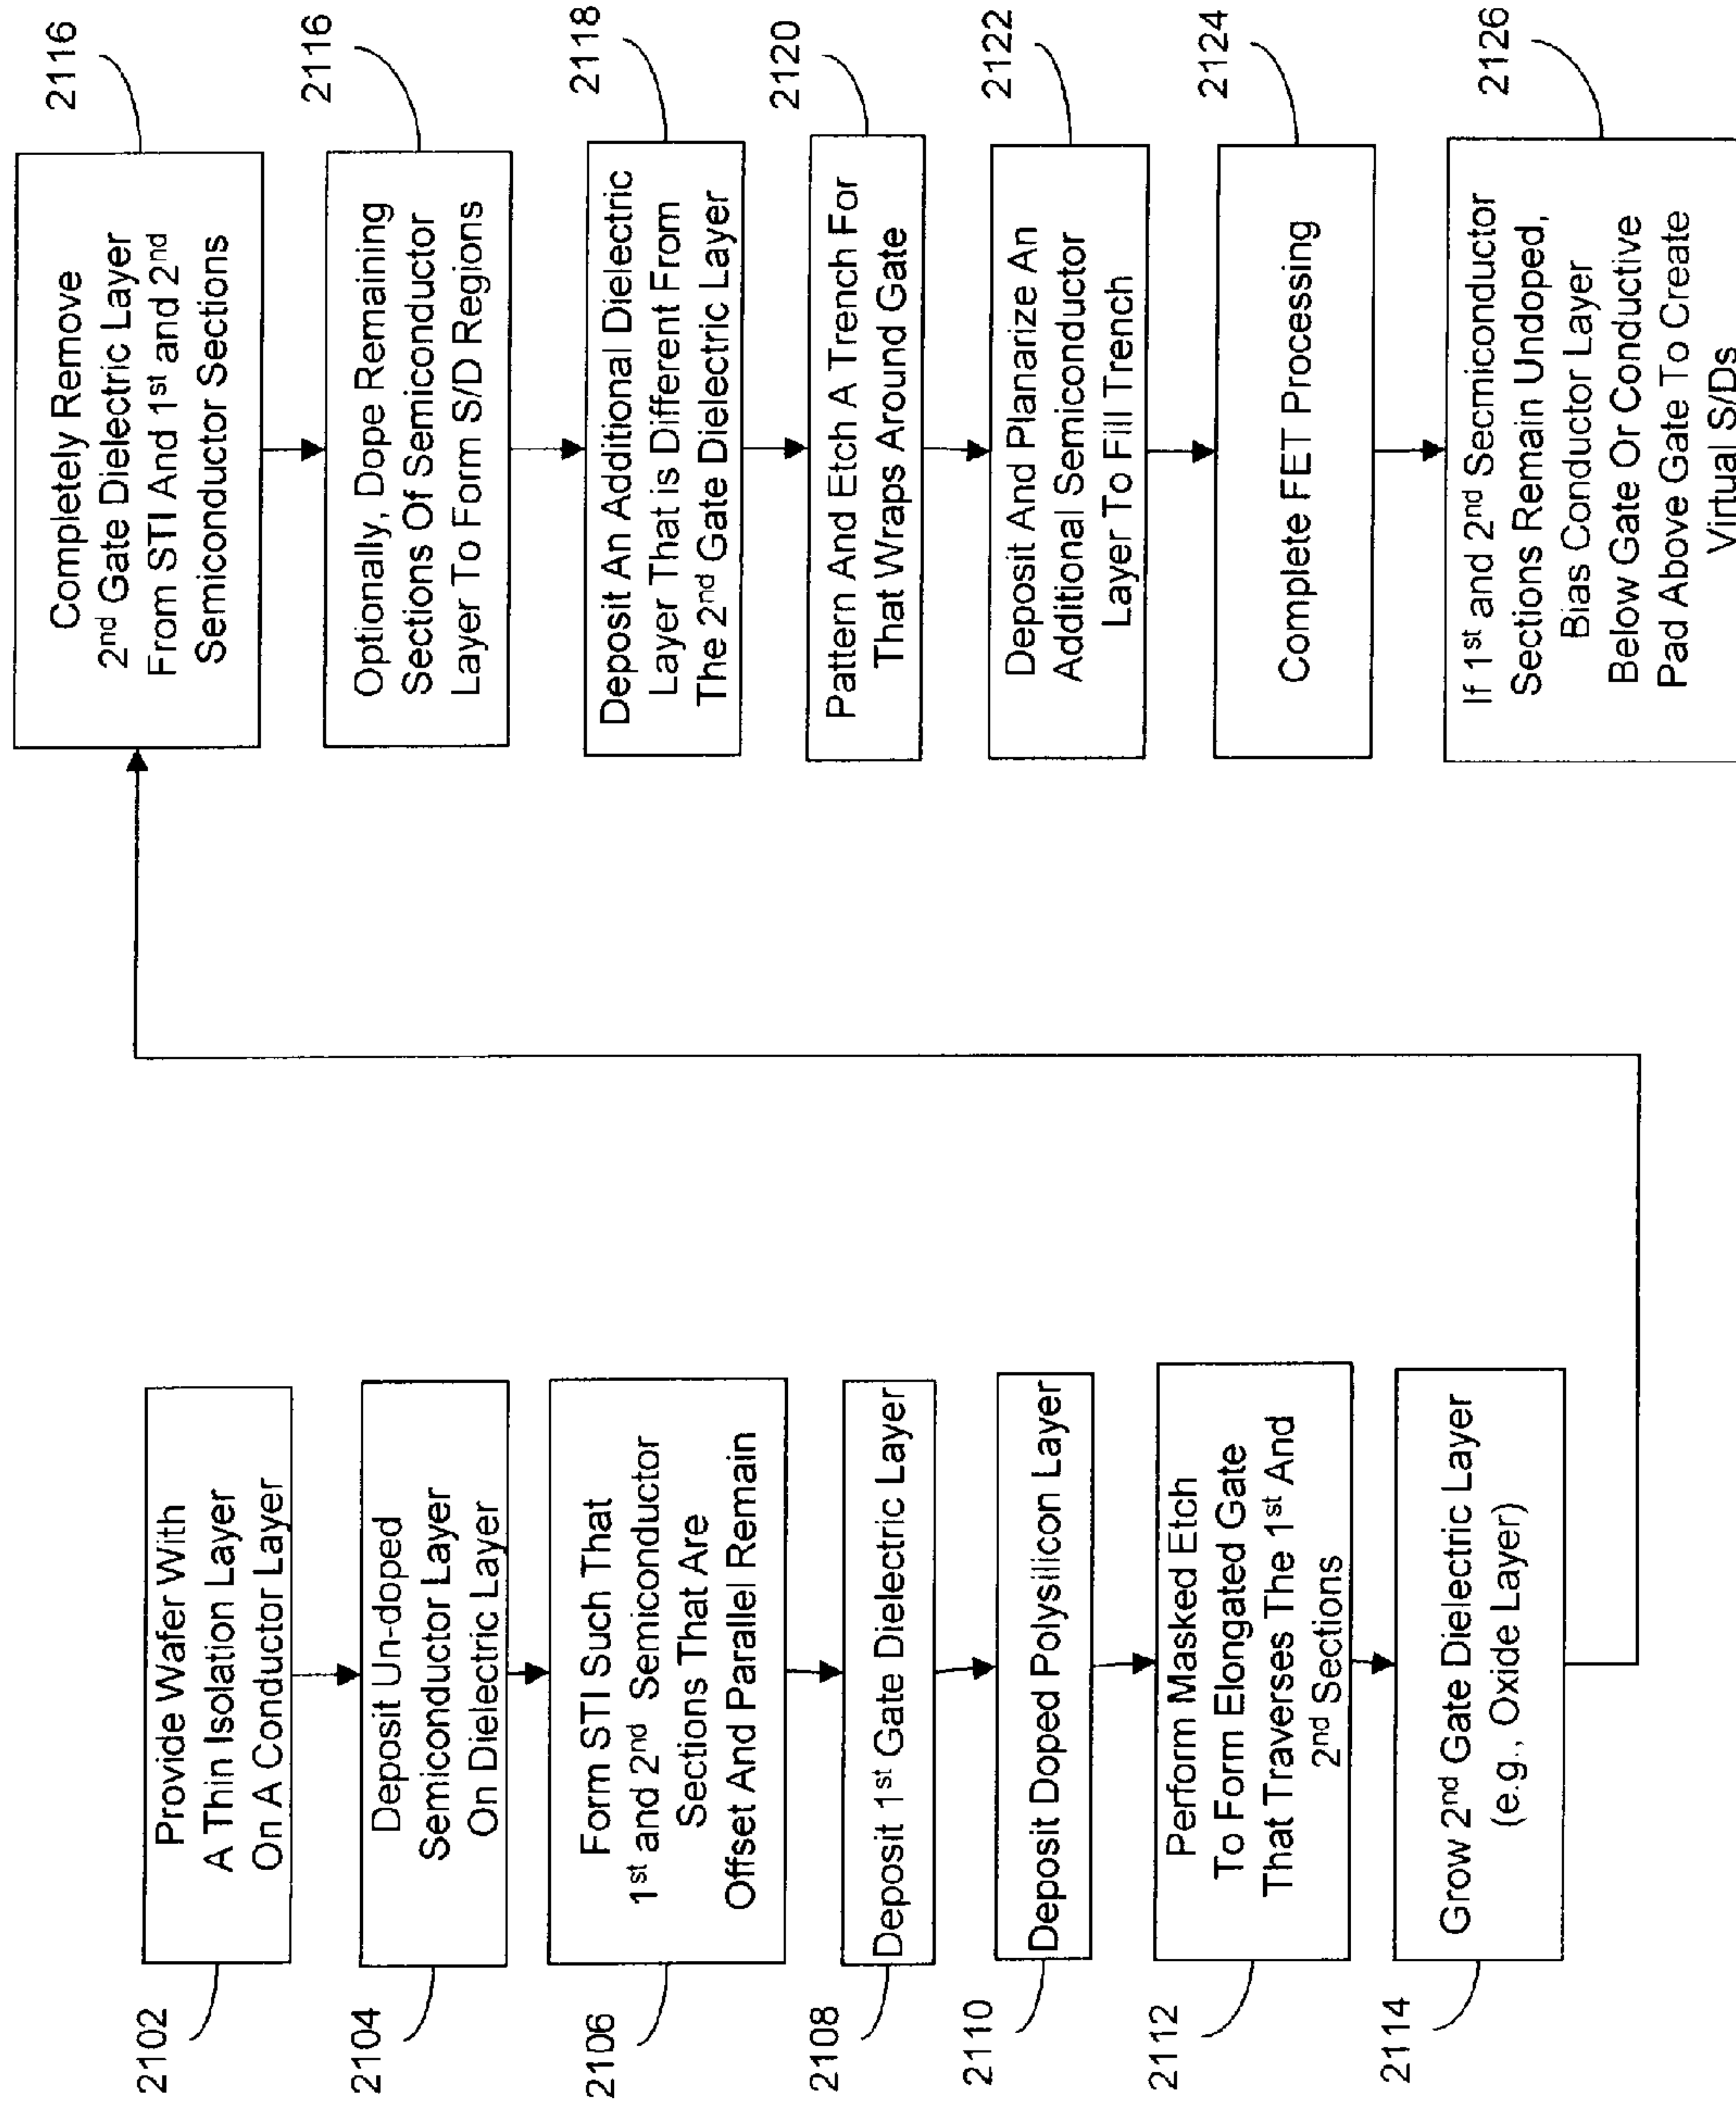 2102
Provide Wafer With
A Thin Isolation Layer
On A Conductor Layer
2104
Deposit Un-doped
Semiconductor Layer
On Dielectric Layer
2106
Form STI Such That
1st and 2nd Semiconductor
Sections That Are
Offset And Parallel Remain
2108
Deposit 1st Gate Dielectric Layer
2110
Deposit Doped Polysilicon Layer
2112
Perform Masked Etch
To Form Elongated Gate
That Traverses The 1st And
2nd Sections
2114
Grow 2nd Gate Dielectric Layer
(e.g., Oxide Layer)
2116
Completely Remove
2nd Gate Dielectric Layer
From STI And 1st and 2nd
Semiconductor Sections
2116
Optionally, Dope Remaining
Sections Of Semiconductor
Layer To Form S/D Regions
2118
Deposit An Additional Dielectric
Layer That is Different From
The 2nd Gate Dielectric Layer
2120
Pattern And Etch A Trench For
That Wraps Around Gate
2122
Deposit And Planarize An
Additional Semiconductor
Layer To Fill Trench
2124
Complete FET Processing
2126
If 1st and 2nd Secmiconductor
Sections Remain Undoped,
Bias Conductor Layer
Below Gate Or Conductive
Pad Above Gate To Create
Virtual S/Ds